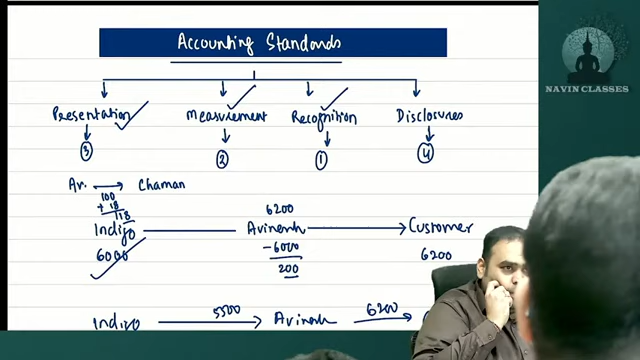 Accounting Standards
NAVIN CLASSES
Presentation Measurement Recognition Disclosures
3 2 1 4
Av. Chaman
100
+ 18
118
6200
Indigo Avinash Customer
6000 - 6000 6200
200
Indigo 5500 Avinash 6200